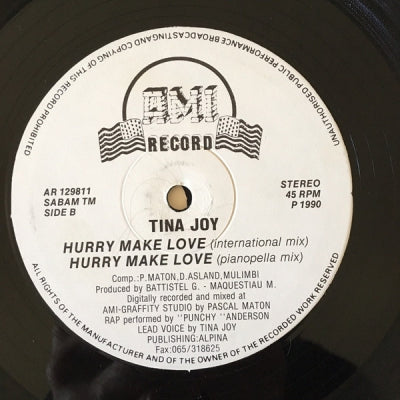 UNAUTHORISED PUBLIC PERFORMANCE BROADCASTING AND COPYING OF THIS RECORD PROHIBITED
AMI
RECORD
AR 129811
SABAM TM
SIDE B
STEREO
45 RPM
P 1990
TINA JOY
HURRY MAKE LOVE (international mix)
HURRY MAKE LOVE (pianopella mix)
Comp.:P.MATON,D.ASLAND,MULIMBI
Produced by BATTISTEL G. - MAQUESTIAU M.
Digitally recorded and mixed at
AMI-GRAFFITY STUDIO by PASCAL MATON
RAP performed by ''PUNCHY ''ANDERSON
LEAD VOICE by TINA JOY
PUBLISHING:ALPINA
Fax:065/318625
ALL RIGHTS OF THE MANUFACTURER AND OF THE OWNER OF THE RECORDED WORK RESERVED